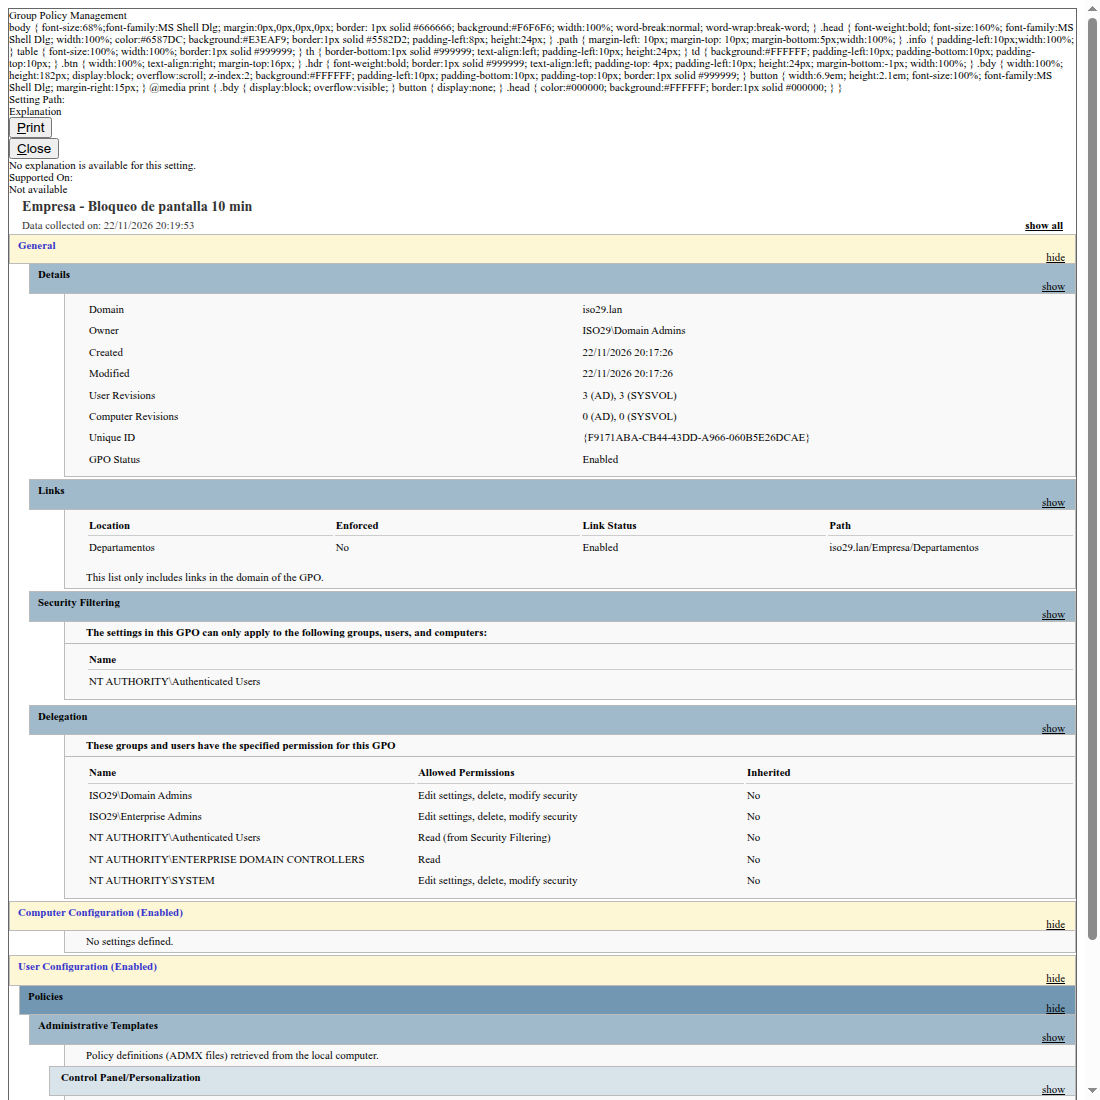 Group Policy Management
body { font-size:68%;font-family:MS Shell Dlg; margin:0px,0px,0px,0px; border: 1px solid #666666; background:#F6F6F6; width:100%; word-break:normal; word-wrap:break-word; } .head { font-weight:bold; font-size:160%; font-family:MS
Shell Dlg; width:100%; color:#6587DC; background:#E3EAF9; border:1px solid #5582D2; padding-left:8px; height:24px; } .path { margin-left: 10px; margin-top: 10px; margin-bottom:5px;width:100%; } .info { padding-left:10px;width:100%;
} table { font-size:100%; width:100%; border:1px solid #999999; } th { border-bottom:1px solid #999999; text-align:left; padding-left:10px; height:24px; } td { background:#FFFFFF; padding-left:10px; padding-bottom:10px; padding-
top:10px; } .btn { width:100%; text-align:right; margin-top:16px; } .hdr { font-weight:bold; border:1px solid #999999; text-align:left; padding-top: 4px; padding-left:10px; height:24px; margin-bottom:-1px; width:100%; } .bdy { width:100%;
height:182px; display:block; overflow:scroll; z-index:2; background:#FFFFFF; padding-left:10px; padding-bottom:10px; padding-top:10px; border:1px solid #999999; } button { width:6.9em; height:2.1em; font-size:100%; font-family:MS
Shell Dlg; margin-right:15px; } @media print { .bdy { display:block; overflow:visible; } button { display:none; } .head { color:#000000; background:#FFFFFF; border:1px solid #000000; } }
Setting Path:
Explanation
Print
Close
No explanation is available for this setting.
Supported On:
Not available
Empresa - Bloqueo de pantalla 10 min
Data collected on: 22/11/2026 20:19:53 show all
General
hide
Details
show
Domain iso29.lan
Owner ISO29\Domain Admins
Created 22/11/2026 20:17:26
Modified 22/11/2026 20:17:26
User Revisions 3 (AD), 3 (SYSVOL)
Computer Revisions 0 (AD), 0 (SYSVOL)
Unique ID {F9171ABA-CB44-43DD-A966-060B5E26DCAE}
GPO Status Enabled
Links
show
Location Enforced Link Status Path
Departamentos No Enabled iso29.lan/Empresa/Departamentos
This list only includes links in the domain of the GPO.
Security Filtering
show
The settings in this GPO can only apply to the following groups, users, and computers:
Name
NT AUTHORITY\Authenticated Users
Delegation
show
These groups and users have the specified permission for this GPO
Name Allowed Permissions Inherited
ISO29\Domain Admins Edit settings, delete, modify security No
ISO29\Enterprise Admins Edit settings, delete, modify security No
NT AUTHORITY\Authenticated Users Read (from Security Filtering) No
NT AUTHORITY\ENTERPRISE DOMAIN CONTROLLERS Read No
NT AUTHORITY\SYSTEM Edit settings, delete, modify security No
Computer Configuration (Enabled)
hide
No settings defined.
User Configuration (Enabled)
hide
Policies
hide
Administrative Templates
show
Policy definitions (ADMX files) retrieved from the local computer.
Control Panel/Personalization
show